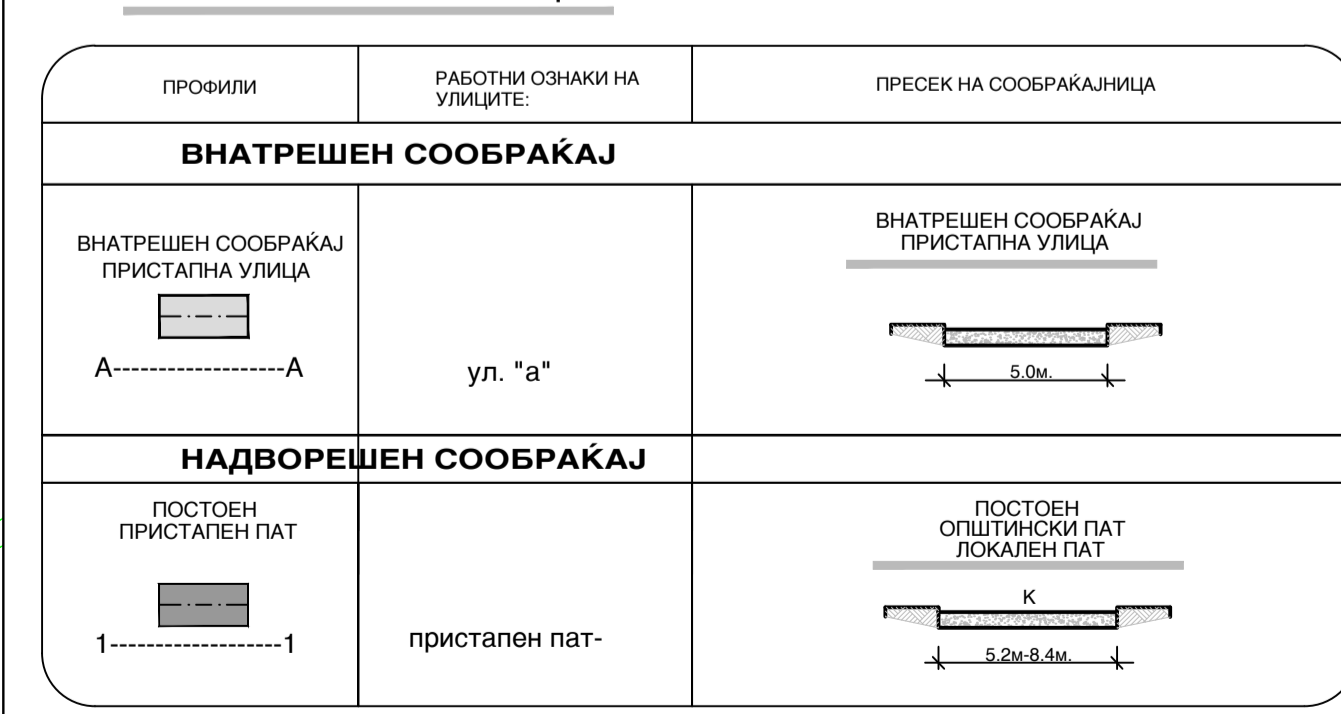 ПРОФИЛИ
РАБОТНИ ОЗНАКИ НА
УЛИЦИТЕ:
ПРЕСЕК НА СООБРАЌАЈНИЦА
ВНАТРЕШЕН СООБРАЌАЈ
ВНАТРЕШЕН СООБРАЌАЈ
ПРИСТАПНА УЛИЦА
А-------------------А
ул. "а"
ВНАТРЕШЕН СООБРАЌАЈ
ПРИСТАПНА УЛИЦА
5.0м.
НАДВОРЕШЕН СООБРАЌАЈ
ПОСТОЕН
ПРИСТАПЕН ПАТ
1-------------------1
пристапен пат-
ПОСТОЕН
ОПШТИНСКИ ПАТ
ЛОКАЛЕН ПАТ
К
5.2м-8.4м.